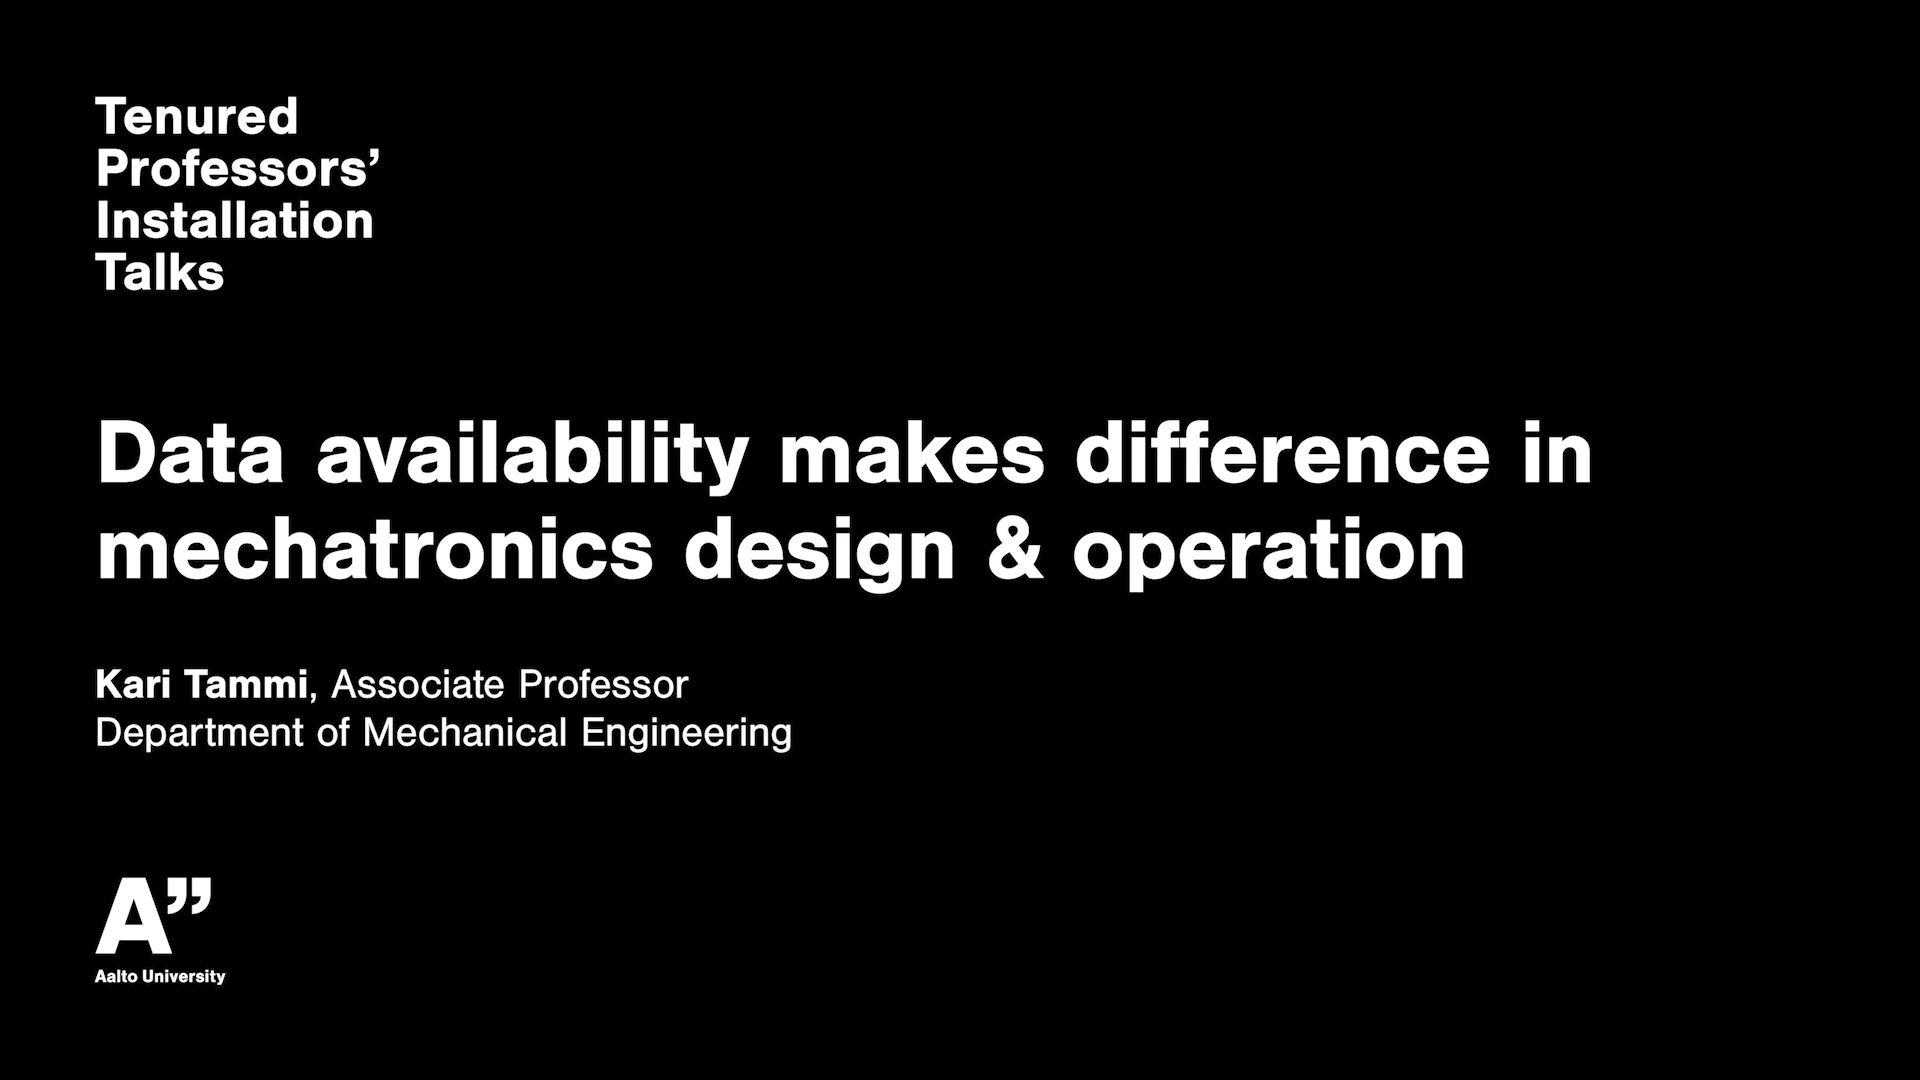 Tenured
Professors’
Installation
Talks
Data availability makes difference in
mechatronics design & operation
Kari Tammi, Associate Professor
Department of Mechanical Engineering
A”
Aalto University